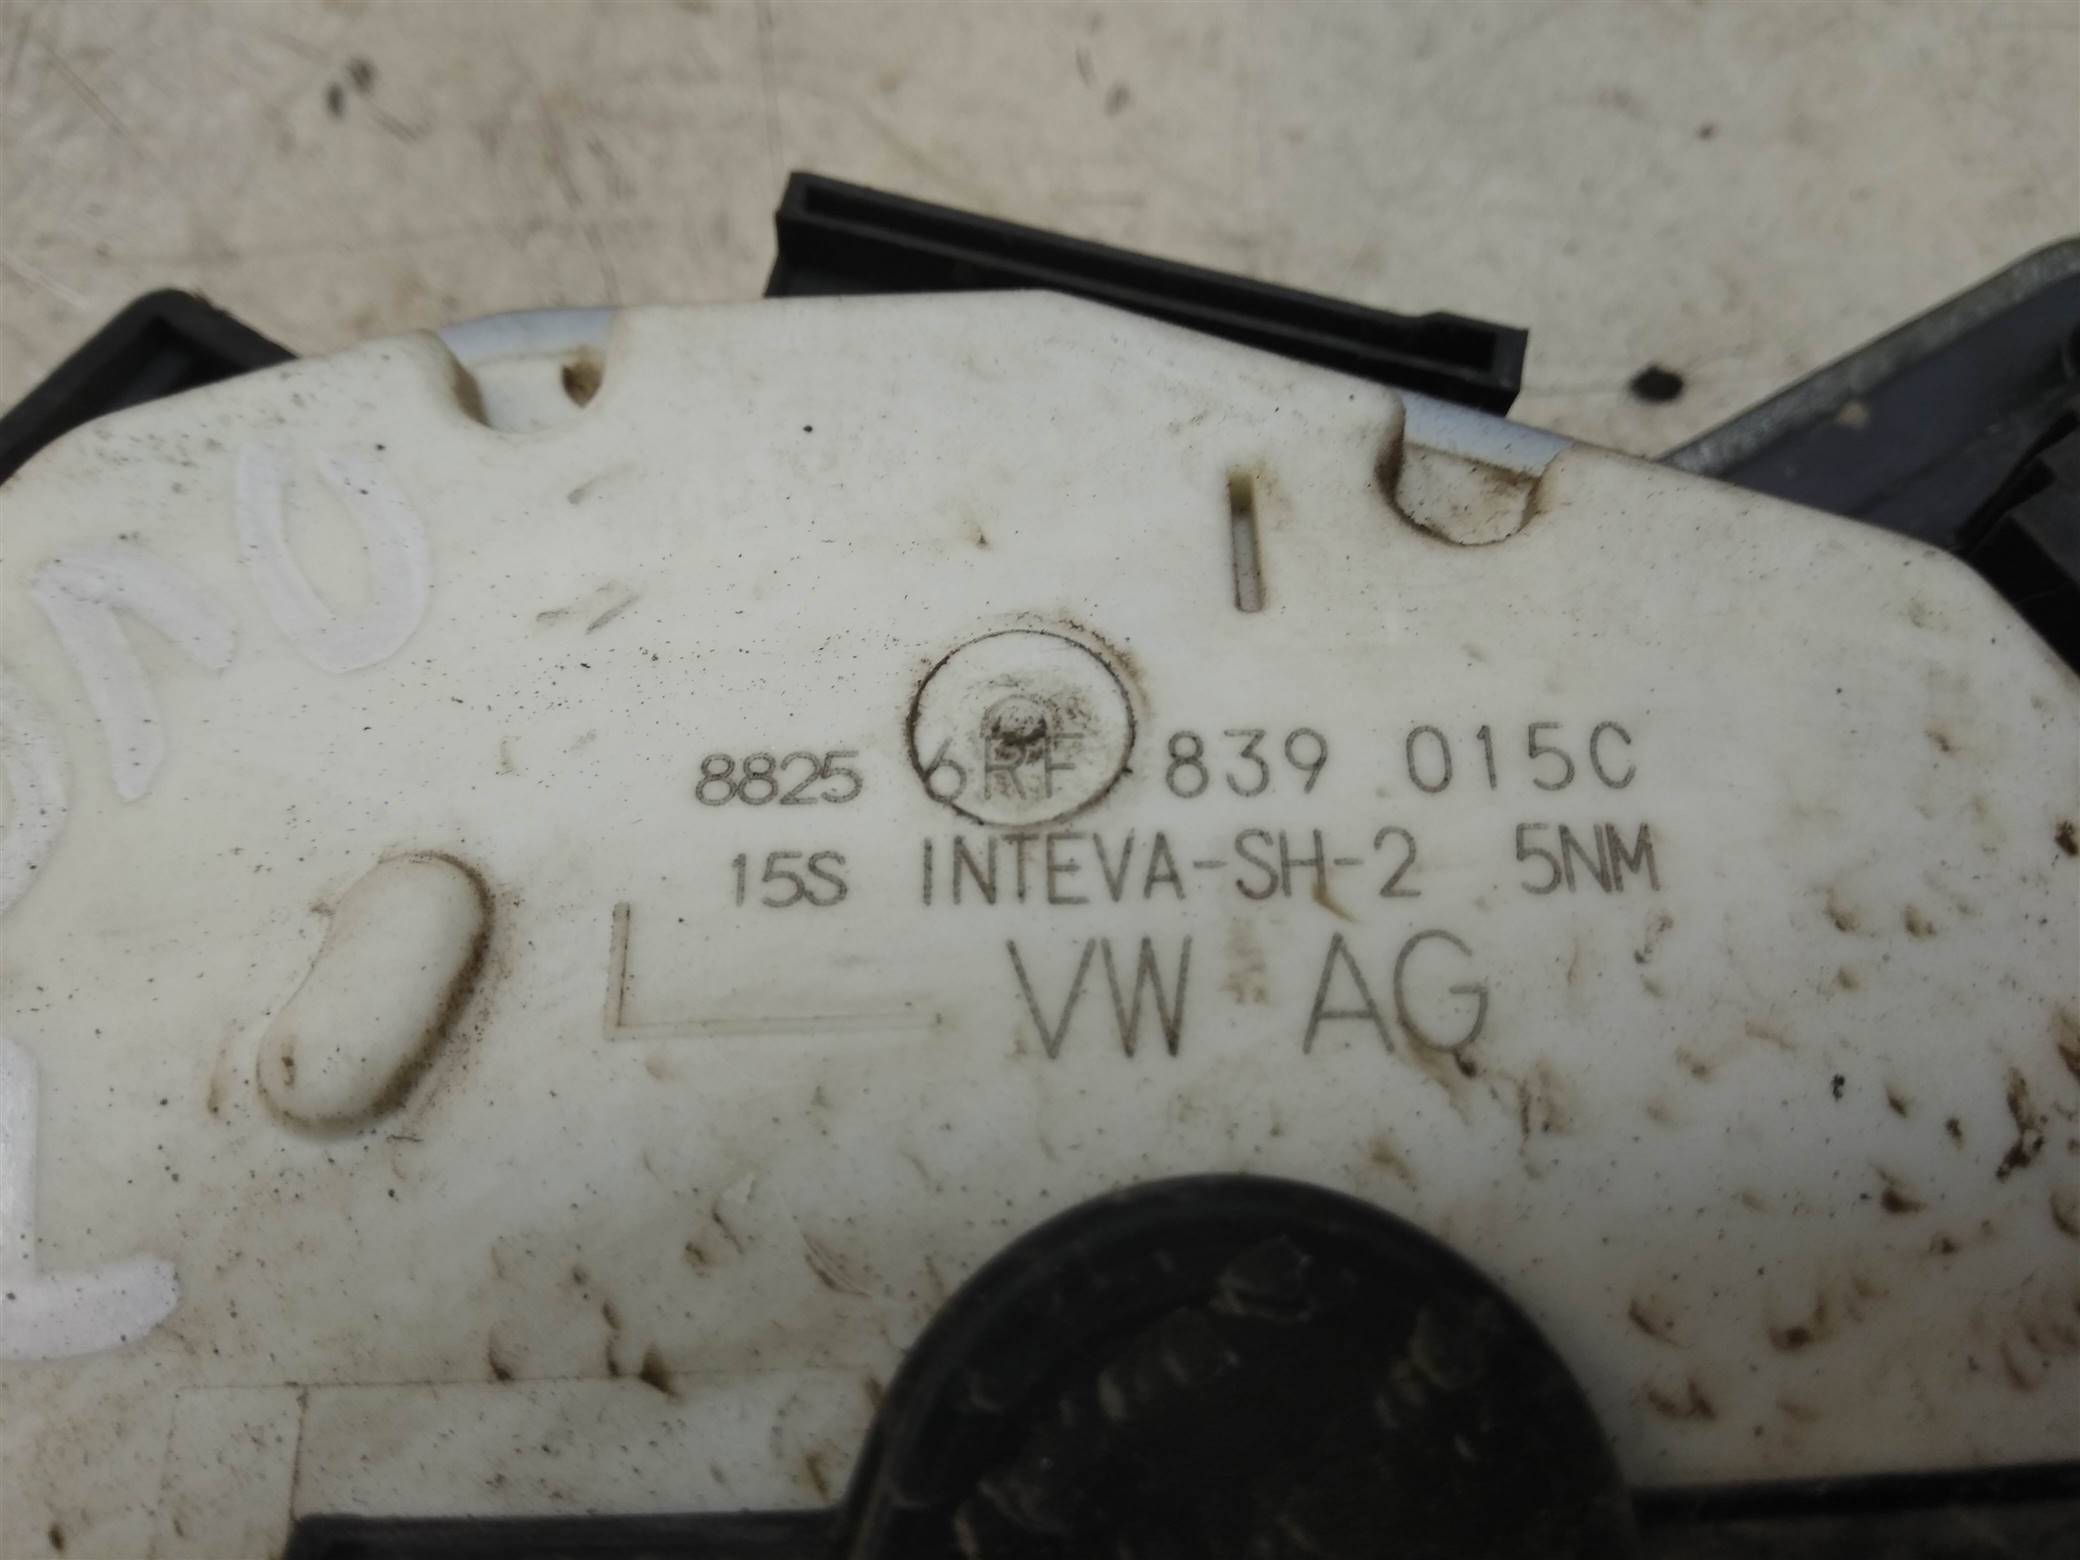 8825 6RF 839 015C
15S INTEVA-SH-2 5NM
VW AG